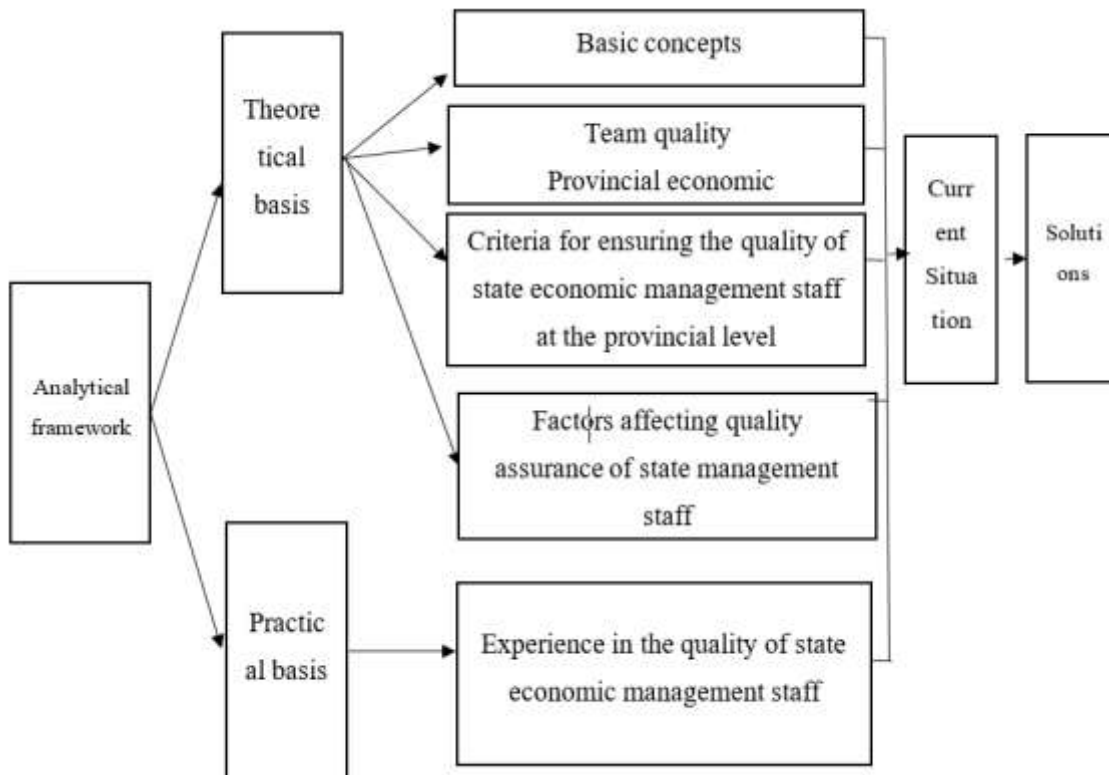 Analytical
framework
Theore
tical
basis
Practic
al basis
Basic concepts
Team quality
Provincial economic
Criteria for ensuring the quality of
state economic management staff
at the provincial level
Factors affecting quality
assurance of state management
staff
Experience in the quality of state
economic management staff
Curr
ent
Situa
tion
Soluti
ons